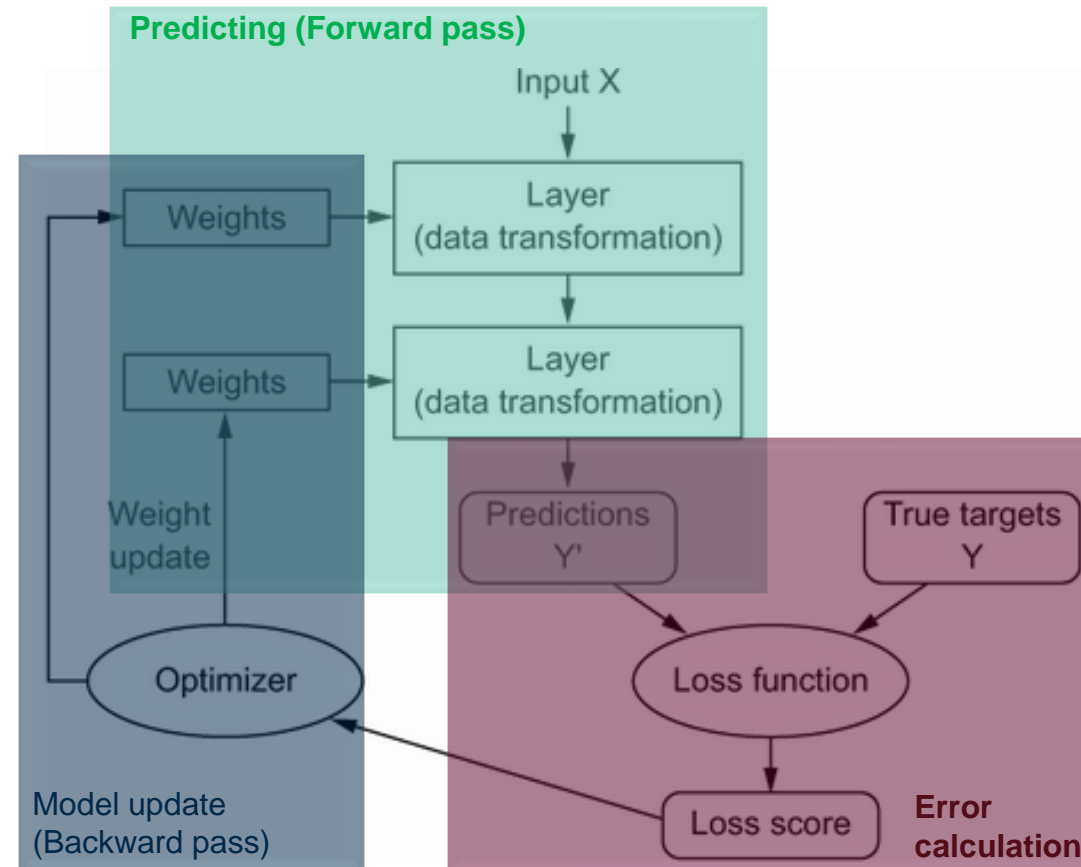 Predicting (Forward pass)
Input X
Weights
Layer
(data transformation)
Weights
Layer
(data transformation)
Weight
update
Predictions
Y'
True targets
Y
Optimizer
Loss function
Model update
(Backward pass)
Loss score
Error
calculation